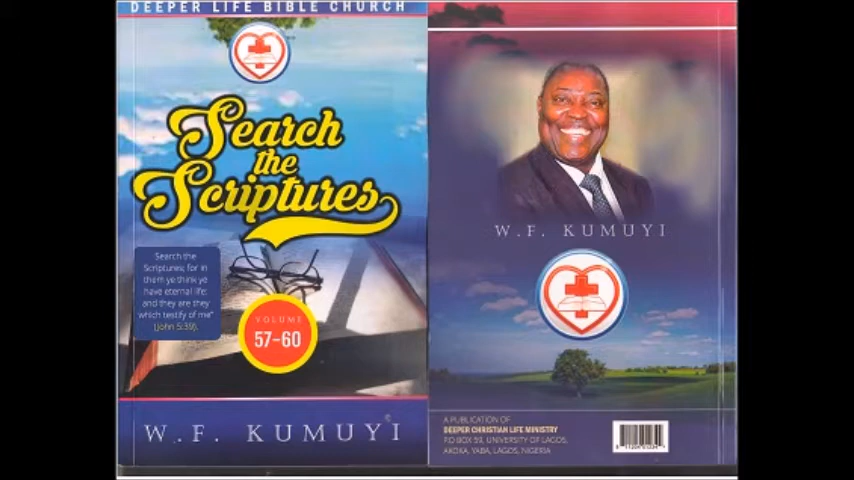 DEEPER LIFE BIBLE CHURCH
Search
the
Scriptures
Search the
Scriptures; for in
them ye think ye
have eternal life:
and they are they
which testify of me"
(John 5:39).
VOLUME
57-60
W.F. KUMUYI
W.F. KUMUYI
A PUBLICATION OF
DEEPER CHRISTIAN LIFE MINISTRY
P.O BOX 59, UNIVERSITY OF LAGOS,
AKOKA, YABA, LAGOS, NIGERIA